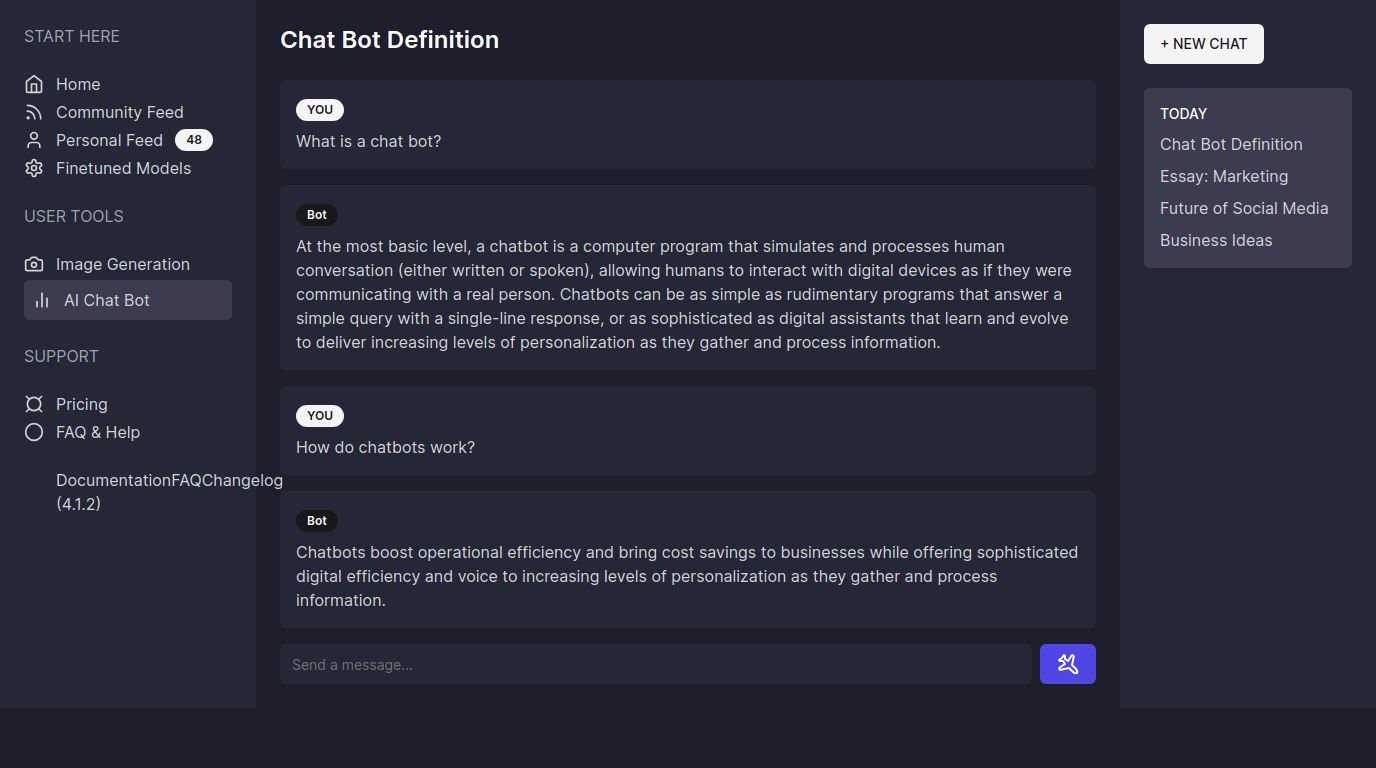 START HERE
Home
Community Feed
Personal Feed 48
Finetuned Models
USER TOOLS
Image Generation
AI Chat Bot
SUPPORT
Pricing
FAQ & Help
DocumentationFAQChangelog
(4.1.2)
Chat Bot Definition
YOU
What is a chat bot?
Bot
At the most basic level, a chatbot is a computer program that simulates and processes human
conversation (either written or spoken), allowing humans to interact with digital devices as if they were
communicating with a real person. Chatbots can be as simple as rudimentary programs that answer a
simple query with a single-line response, or as sophisticated as digital assistants that learn and evolve
to deliver increasing levels of personalization as they gather and process information.
YOU
How do chatbots work?
Bot
Chatbots boost operational efficiency and bring cost savings to businesses while offering sophisticated
digital efficiency and voice to increasing levels of personalization as they gather and process
information.
Send a message...
+ NEW CHAT
TODAY
Chat Bot Definition
Essay: Marketing
Future of Social Media
Business Ideas